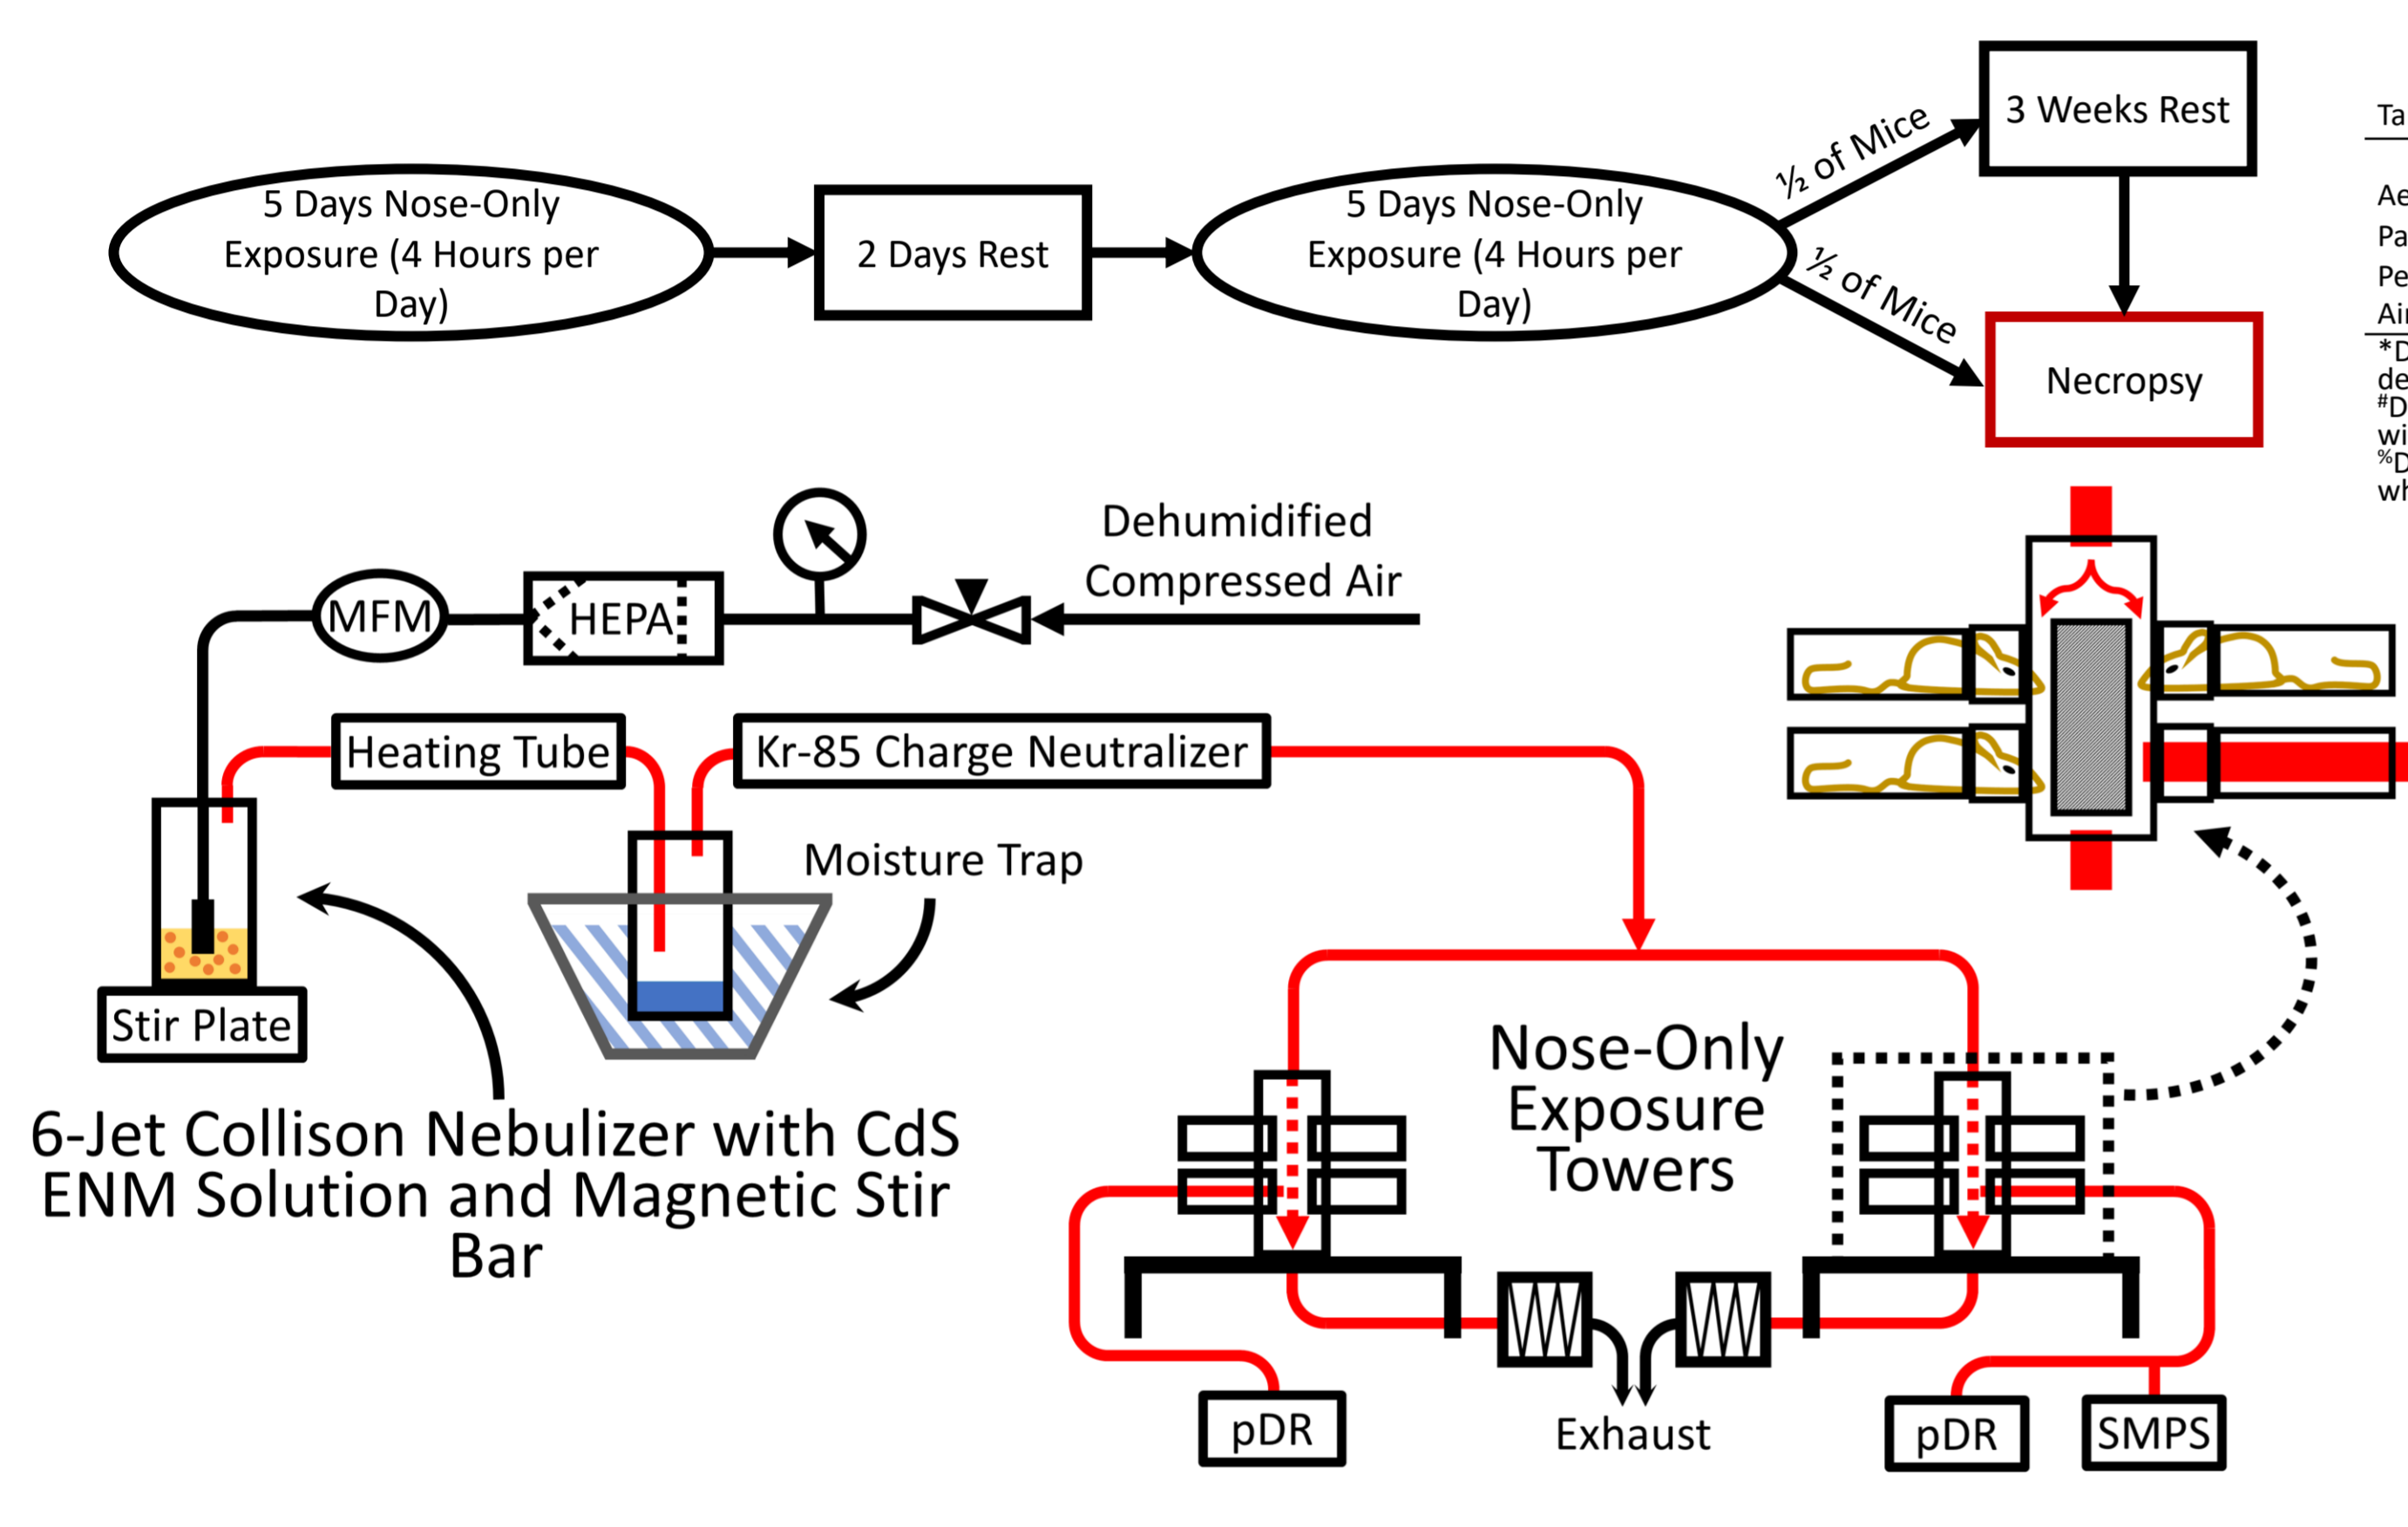 5 Days Nose-Only
Exposure (4 Hours per
Day)
2 Days Rest
5 Days Nose-Only
Exposure (4 Hours per
Day)
½ of Mice
½ of Mice
3 Weeks Rest
Necropsy
Dehumidified
Compressed Air
MFM
HEPA
Heating Tube
Kr-85 Charge Neutralizer
Moisture Trap
Stir Plate
6-Jet Collison Nebulizer with CdS
ENM Solution and Magnetic Stir
Bar
Nose-Only
Exposure
Towers
pDR
Exhaust
pDR
SMPS